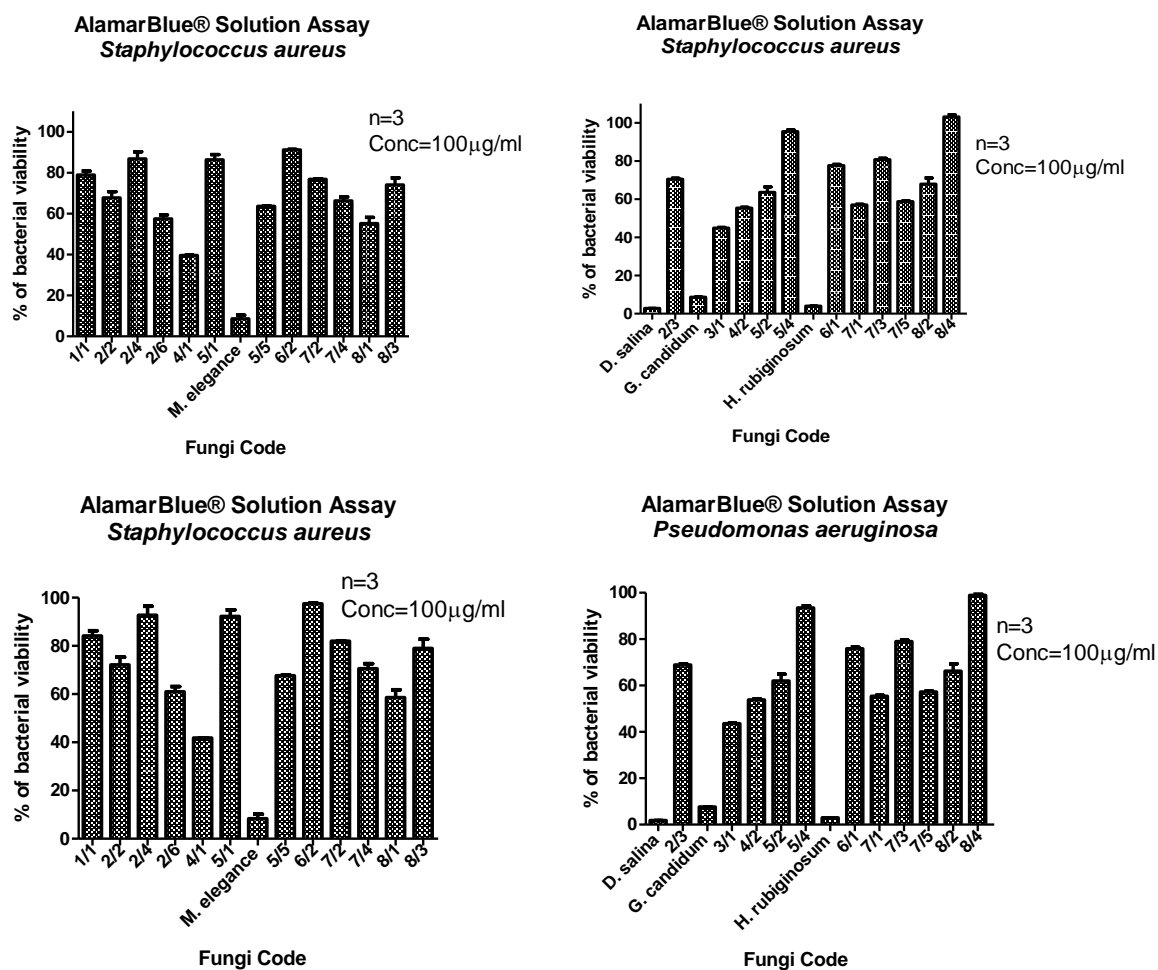 AlamarBlue® Solution Assay
Staphylococcus aureus
n=3
Conc=100µg/ml
% of bacterial viability
100
80
60
40
20
0
1/1
2/2
2/4
2/6
4/1
5/1
M. elegance
5/5
6/2
7/2
7/4
8/1
8/3
Fungi Code
AlamarBlue® Solution Assay
Staphylococcus aureus
n=3
Conc=100µg/ml
% of bacterial viability
100
80
60
40
20
0
D. salina
2/3
G. candidum
3/1
4/2
5/2
5/4
H. rubiginosum
6/1
7/1
7/3
7/5
8/2
8/4
Fungi Code
AlamarBlue® Solution Assay
Staphylococcus aureus
n=3
Conc=100µg/ml
% of bacterial viability
100
80
60
40
20
0
1/1
2/2
2/4
2/6
4/1
5/1
M. elegance
5/5
6/2
7/2
7/4
8/1
8/3
Fungi Code
AlamarBlue® Solution Assay
Pseudomonas aeruginosa
n=3
Conc=100µg/ml
% of bacterial viability
100
80
60
40
20
0
D. salina
2/3
G. candidum
3/1
4/2
5/2
5/4
H. rubiginosum
6/1
7/1
7/3
7/5
8/2
8/4
Fungi Code